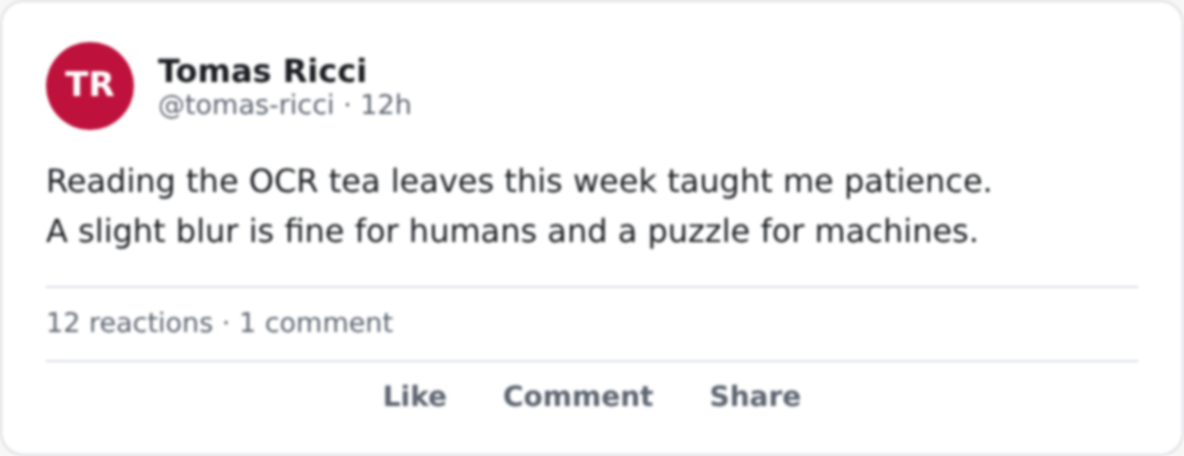 TR
Tomas Ricci
@tomas-ricci · 12h
Reading the OCR tea leaves this week taught me patience.
A slight blur is fine for humans and a puzzle for machines.
12 reactions · 1 comment
Like Comment Share